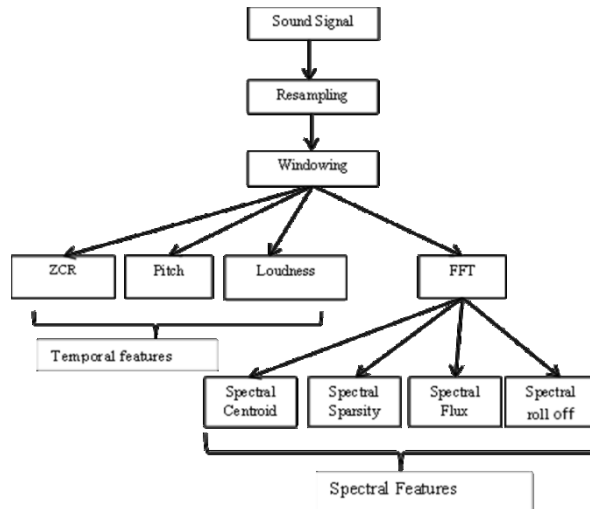 Sound Signal
Resampling
Windowing
ZCR
Pitch
Loudness
FFT
Temporal features
Spectral
Centroid
Spectral
Sparsity
Spectral
Flux
Spectral
roll off
Spectral Features